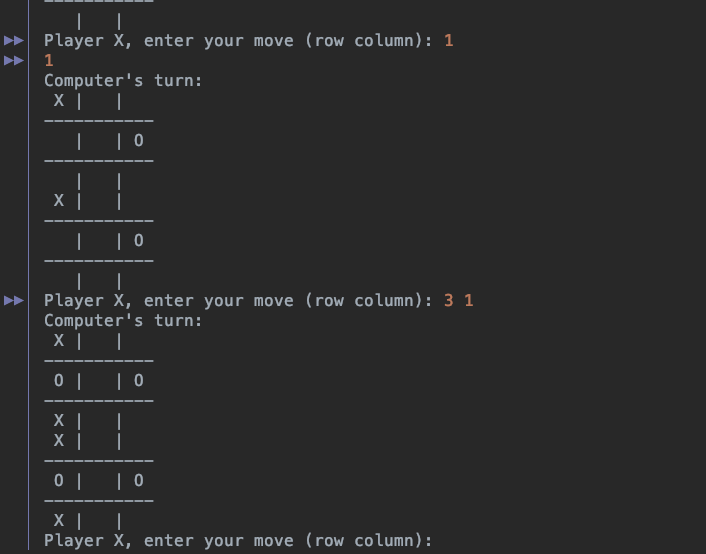 -----------
   |   |
Player X, enter your move (row column): 1
1
Computer's turn:
 X |   |
-----------
   |   | O
-----------
   |   |
 X |   |
-----------
   |   | O
-----------
   |   |
Player X, enter your move (row column): 3 1
Computer's turn:
 X |   |
-----------
 O |   | O
-----------
 X |   |
 X |   |
-----------
 O |   | O
-----------
 X |   |
Player X, enter your move (row column):